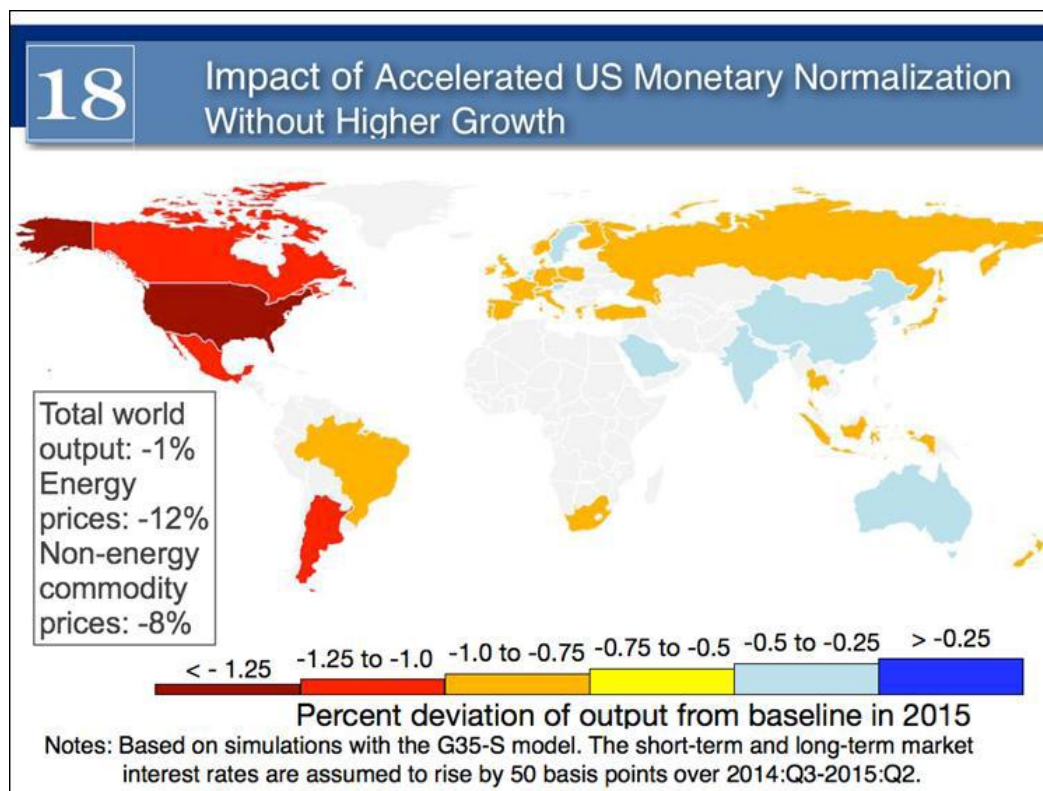 18
Impact of Accelerated US Monetary Normalization
Without Higher Growth
Total world
output: -1%
Energy
prices: -12%
Non-energy
commodity
prices: -8%
< - 1.25
-1.25 to -1.0
-1.0 to -0.75
-0.75 to -0.5
-0.5 to -0.25
> -0.25
Percent deviation of output from baseline in 2015
Notes: Based on simulations with the G35-S model. The short-term and long-term market
interest rates are assumed to rise by 50 basis points over 2014:Q3-2015:Q2.